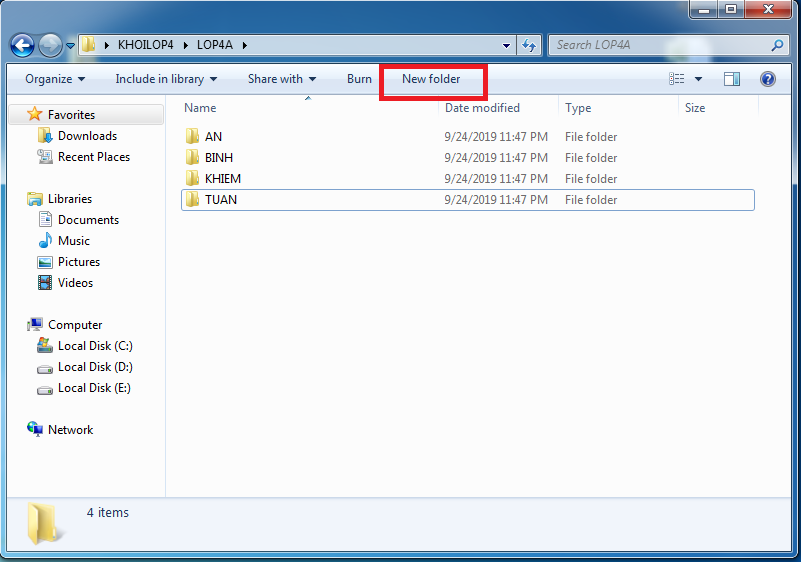 KHOILOP4 LOP4A Search LOP4A
Organize Include in library Share with Burn New folder
Name Date modified Type Size
Favorites
Downloads
Recent Places
Libraries
Documents
Music
Pictures
Videos
Computer
Local Disk (C:)
Local Disk (D:)
Local Disk (E:)
Network
AN 9/24/2019 11:47 PM File folder
BINH 9/24/2019 11:47 PM File folder
KHIEM 9/24/2019 11:47 PM File folder
TUAN 9/24/2019 11:47 PM File folder
4 items